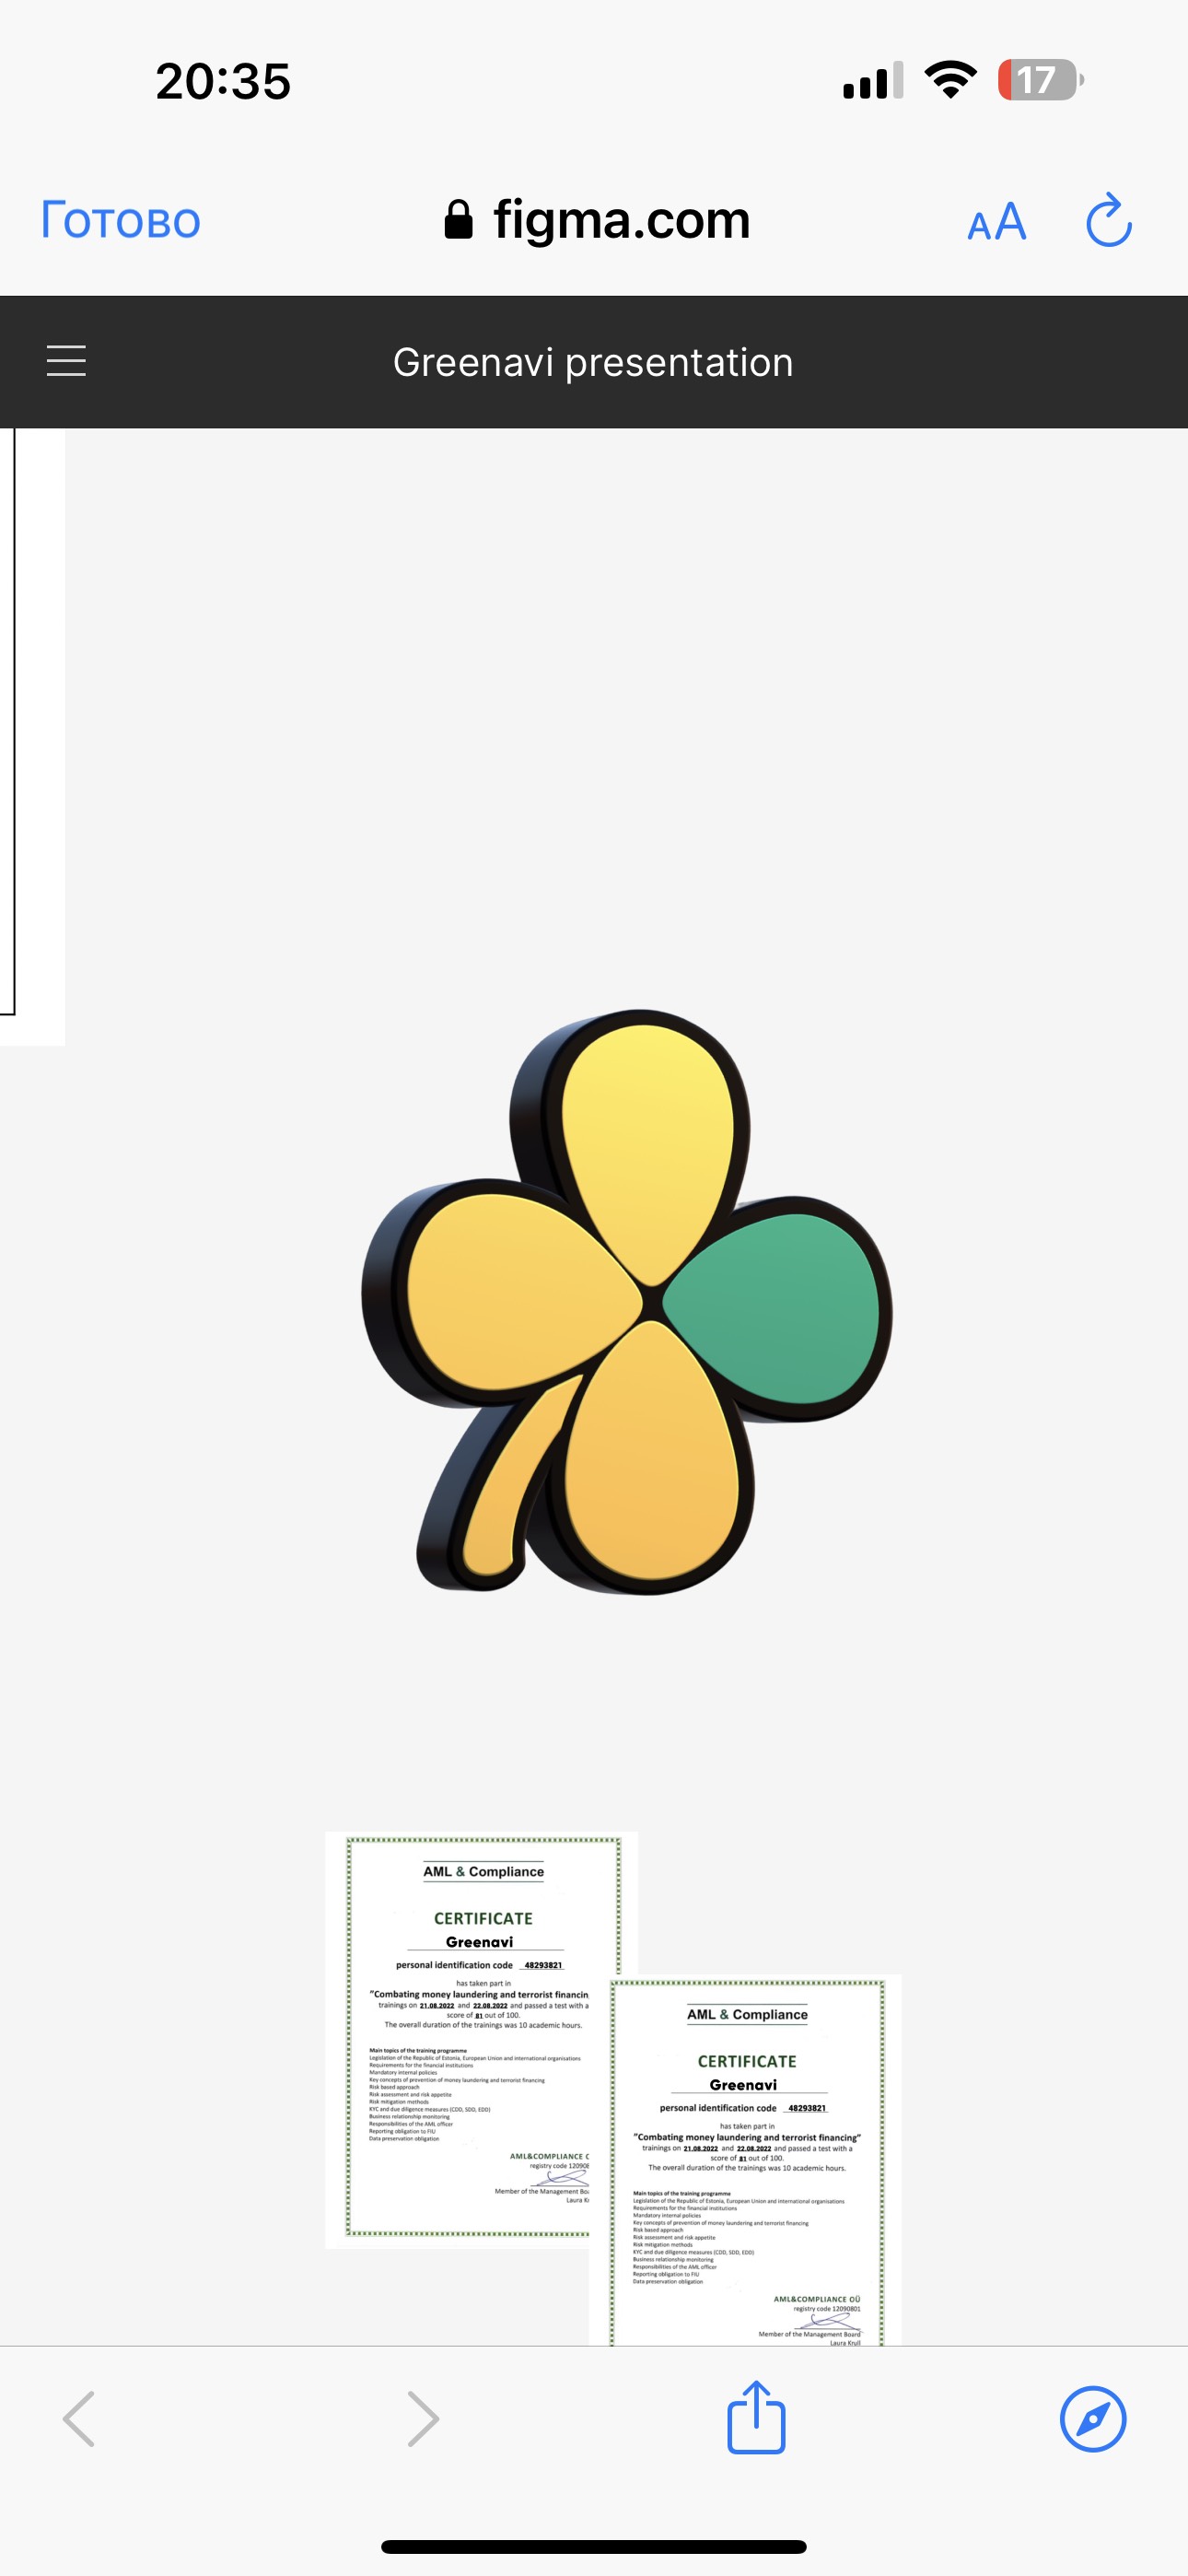 20:35
17
Готово
figma.com
AA
Greenavi presentation
AML & Compliance
CERTIFICATE
Greenavi
personal identification code 48293821
has taken part in
"Combating money laundering and terrorist financin
trainings on 21.08.2022 and 22.08.2022 and passed a test with a
score of 81 out of 100.
The overall duration of the trainings was 10 academic hours.
Main topics of the training programme
Legislation of the Republic of Estonia, European Union and international organisations
Requirements for the financial institutions
Mandatory internal policies
Key concepts of prevention of money laundering and terrorist financing
Risk based approach
Risk assessment and risk appetite
Risk mitigation methods
KYC and due diligence measures (CDD, SDD, EDD)
Business relationship monitoring
Responsibilities of the AML officer
Reporting obligation to FIU
Data preservation obligation
AML&COMPLIANCE
registry code 12090
Member of the Management
Laura
AML & Compliance
CERTIFICATE
Greenavi
personal identification code 48293821
has taken part in
"Combating money laundering and terrorist financing"
trainings on 21.08.2022 and 22.08.2022 and passed a test with a
score of 81 out of 100.
The overall duration of the trainings was 10 academic hours.
Main topics of the training programme
Legislation of the Republic of Estonia, European Union and international organisations
Requirements for the financial institutions
Mandatory internal policies
Key concepts of prevention of money laundering and terrorist financing
Risk based approach
Risk assessment and risk appetite
Risk mitigation methods
KYC and due diligence measures (CDD, SDD, EDD)
Business relationship monitoring
Responsibilities of the AML officer
Reporting obligation to FIU
Data preservation obligation
AML&COMPLIANCE OÜ
registry code 12090801
Member of the Management Board
Laura Krull